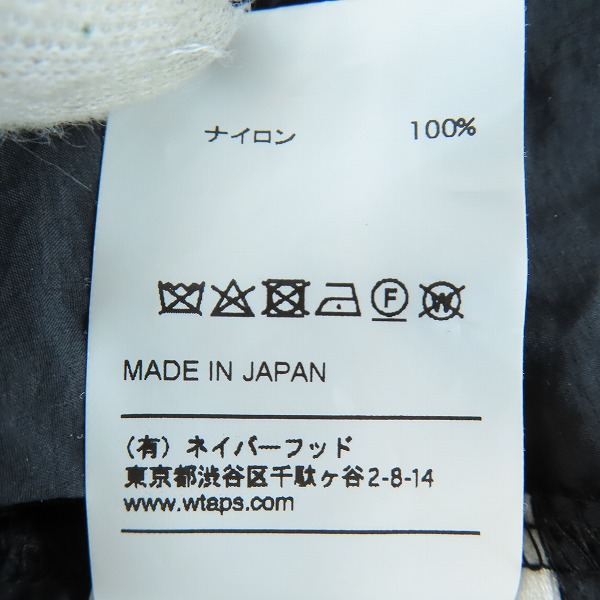 ナイロン 100%
F W
MADE IN JAPAN
（有）ネイバーフッド
東京都渋谷区千駄ヶ谷2-8-14
www.wtaps.com